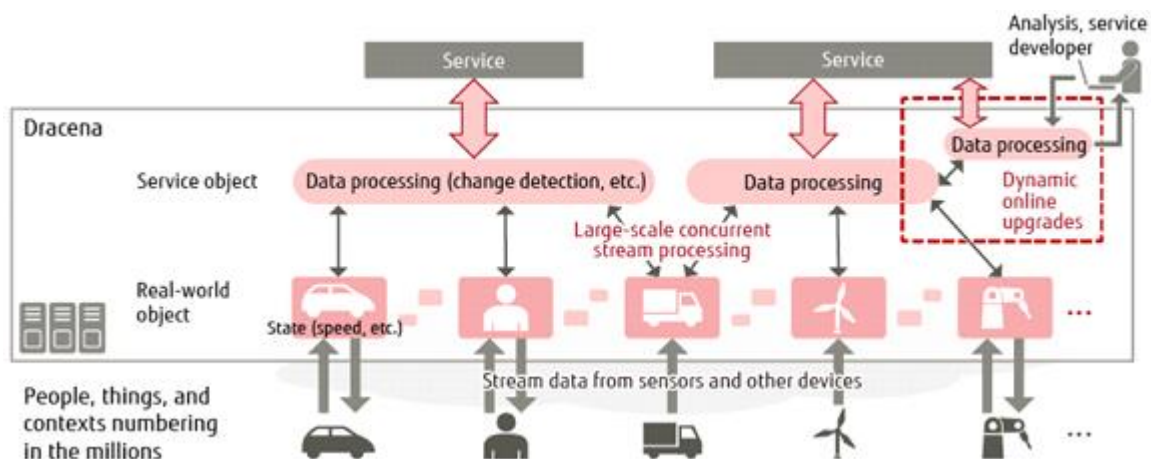 Analysis, service
developer
Service
Service
Dracena
Data processing
Service object
Data processing (change detection, etc.)
Data processing
Dynamic
online
upgrades
Large-scale concurrent
stream processing
Real-world
object
State (speed, etc.)
...
Stream data from sensors and other devices
People, things, and
contexts numbering
in the millions
...